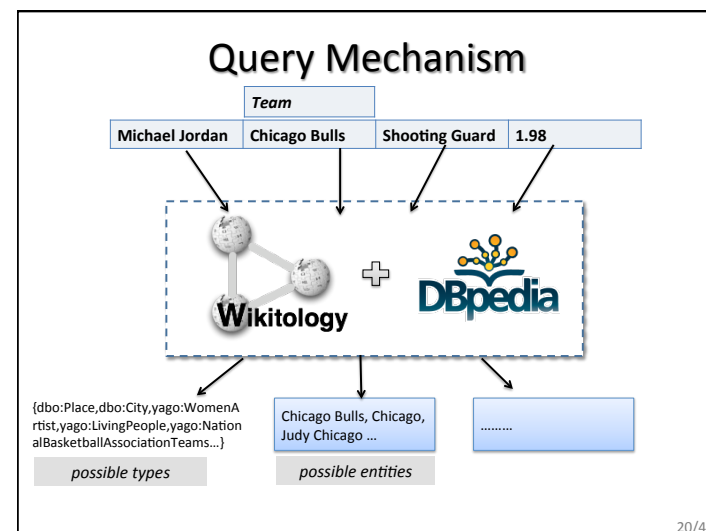 Query Mechanism
Team
Michael Jordan Chicago Bulls Shooting Guard 1.98
Wikitology
DBpedia
{dbo:Place,dbo:City,yago:WomenA
rtist,yago:LivingPeople,yago:Nation
alBasketballAssociationTeams…}
possible types
Chicago Bulls, Chicago,
Judy Chicago …
possible entities
………
20/4